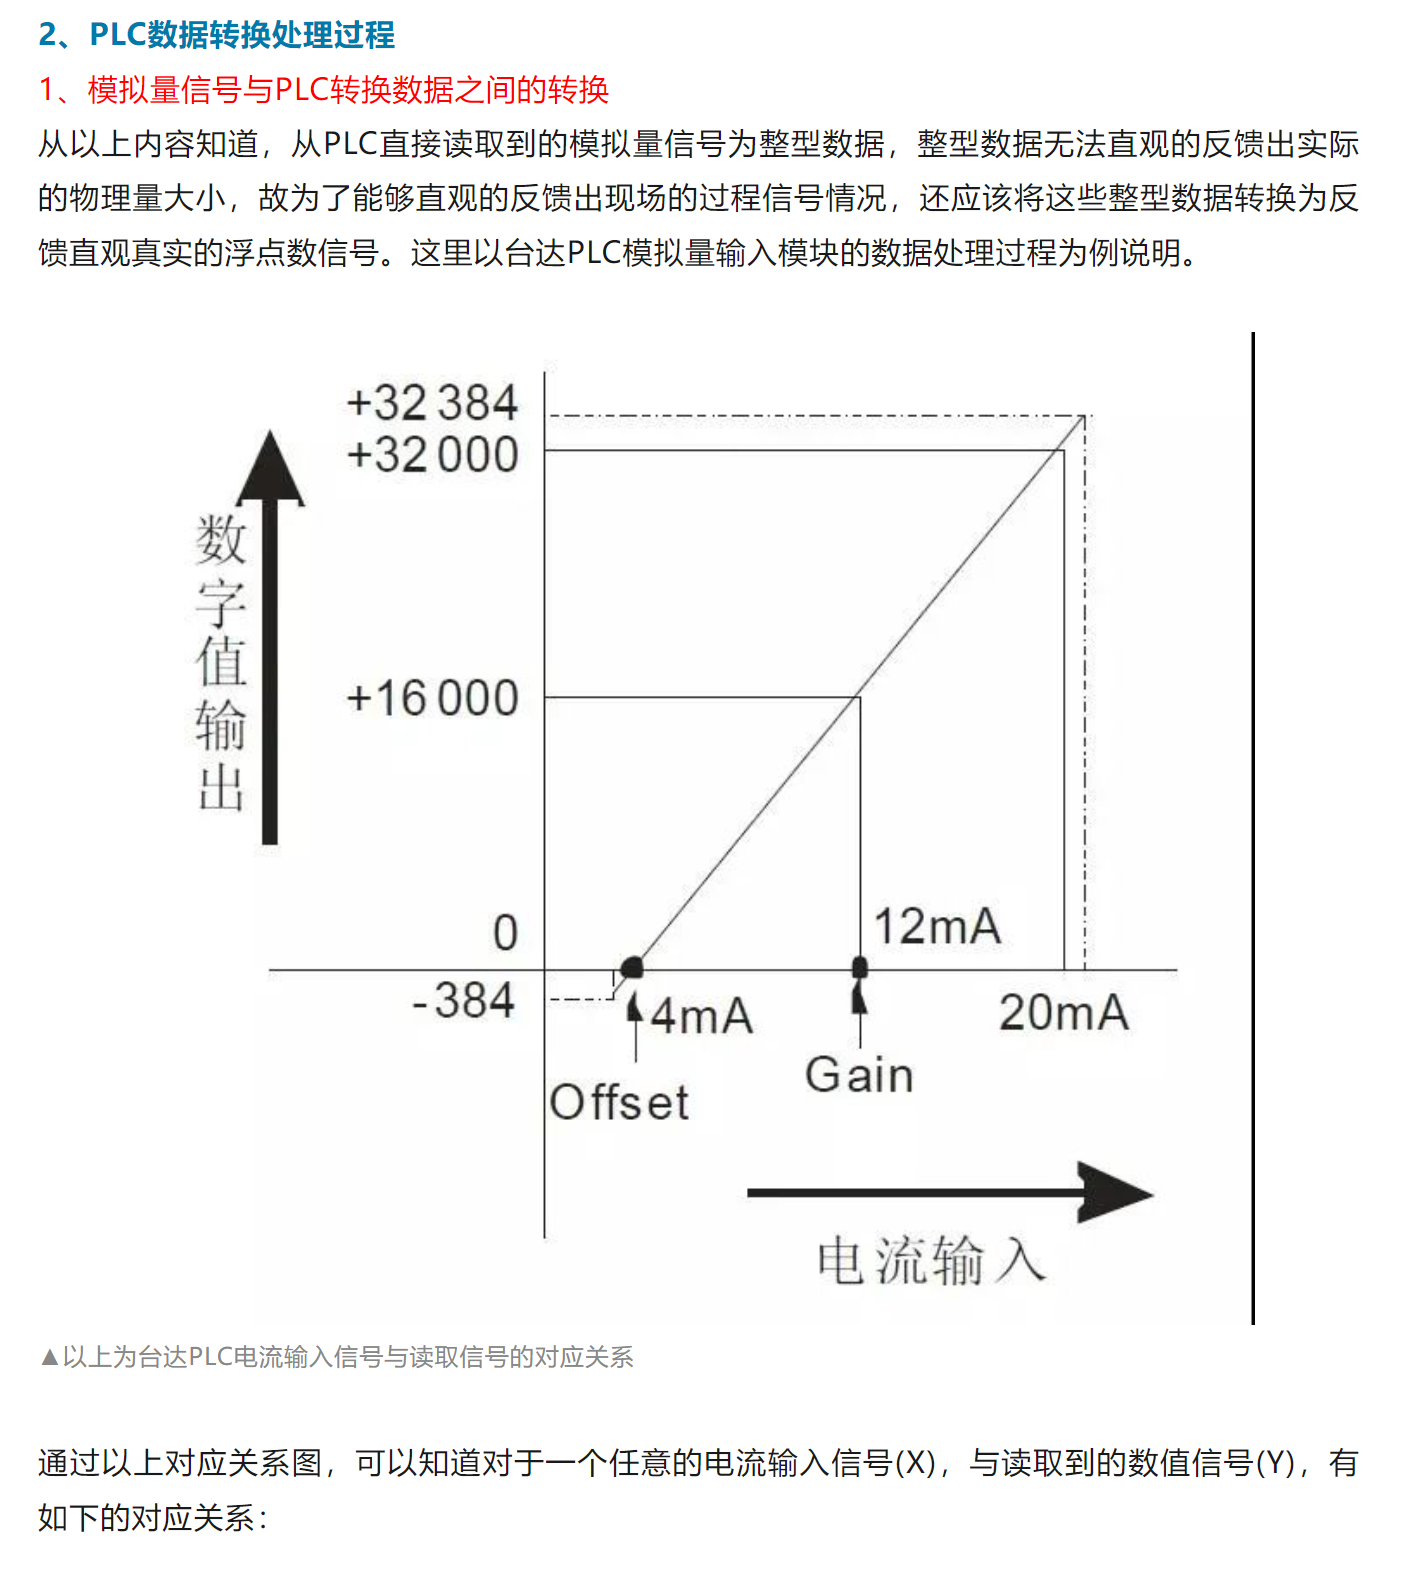 2、PLC数据转换处理过程
1、模拟量信号与PLC转换数据之间的转换
从以上内容知道，从PLC直接读取到的模拟量信号为整型数据，整型数据无法直观的反馈出实际
的物理量大小，故为了能够直观的反馈出现场的过程信号情况，还应该将这些整型数据转换为反
馈直观真实的浮点数信号。这里以台达PLC模拟量输入模块的数据处理过程为例说明。
+32 384
+32 000
数字值输出
+16 000
0
12mA
-384
4mA
20mA
Gain
Offset
电流输入
▲以上为台达PLC电流输入信号与读取信号的对应关系
通过以上对应关系图，可以知道对于一个任意的电流输入信号(X)，与读取到的数值信号(Y)，有
如下的对应关系：